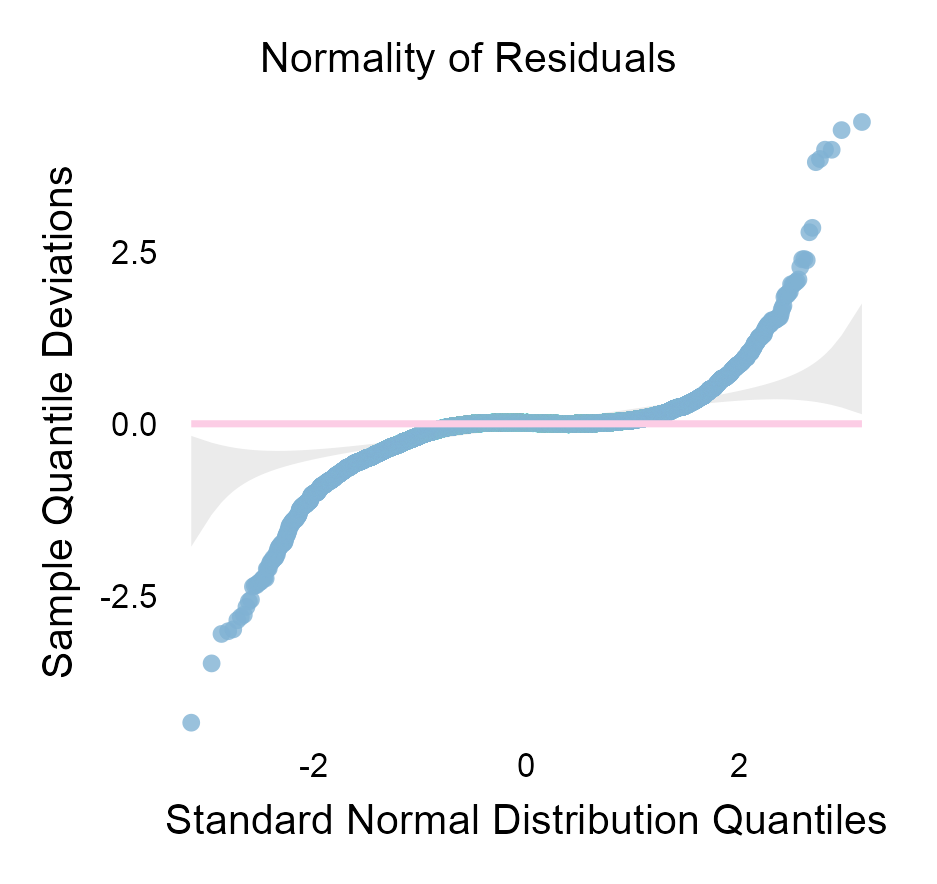 Normality of Residuals
Sample Quantile Deviations
2.5
0.0
-2.5
-2
0
2
Standard Normal Distribution Quantiles